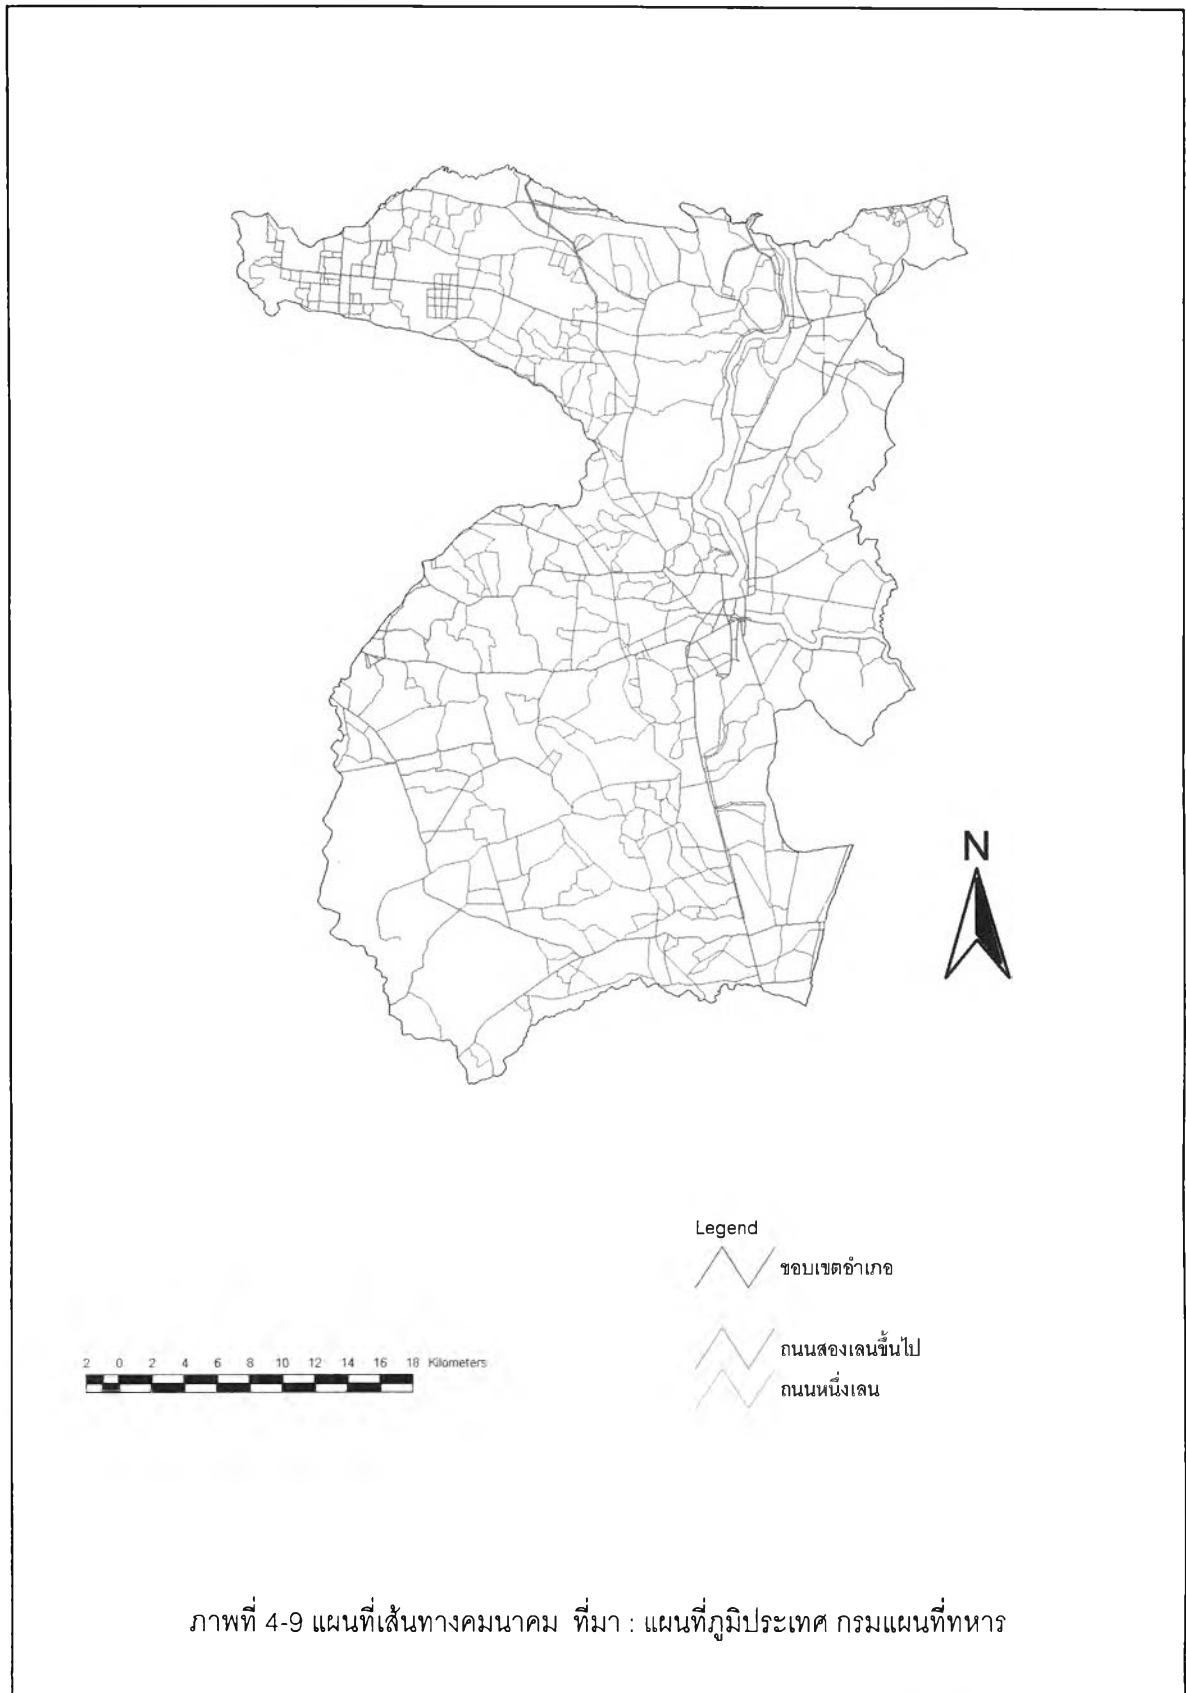 N
Legend
ขอบเขตอำเภอ
ถนนสองเลนขึ้นไป
ถนนหนึ่งเลน
2 0 2 4 6 8 10 12 14 16 18 Kilometers
ภาพที่ 4-9 แผนที่เส้นทางคมนาคม ที่มา : แผนที่ภูมิประเทศ กรมแผนที่ทหาร